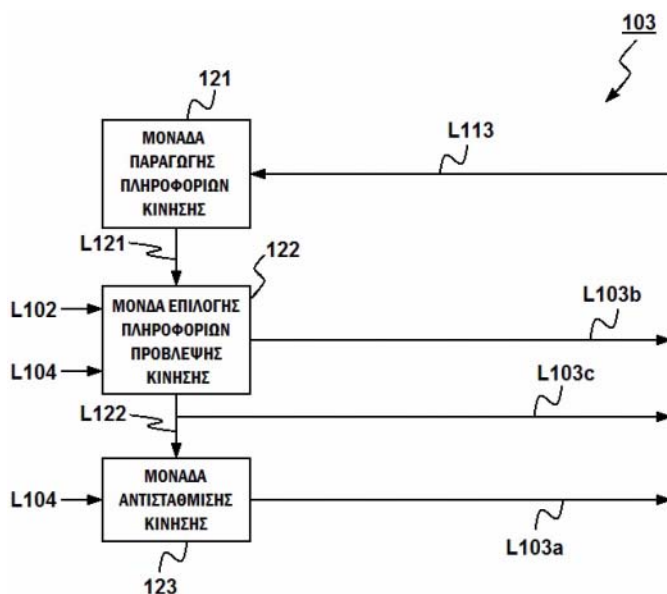 103
121
L113
ΜΟΝΑΔΑ
ΠΑΡΑΓΩΓΗΣ
ΠΛΗΡΟΦΟΡΙΩΝ
ΚΙΝΗΣΗΣ
L121
122
L102
ΜΟΝΔΑ ΕΠΙΛΟΓΗΣ
ΠΛΗΡΟΦΟΡΙΩΝ
ΠΡΟΒΛΕΨΗΣ
ΚΙΝΗΣΗΣ
L103b
L104
L103c
L122
ΜΟΝΑΔΑ
ΑΝΤΙΣΤΑΘΜΙΣΗΣ
ΚΙΝΗΣΗΣ
L104
L103a
123